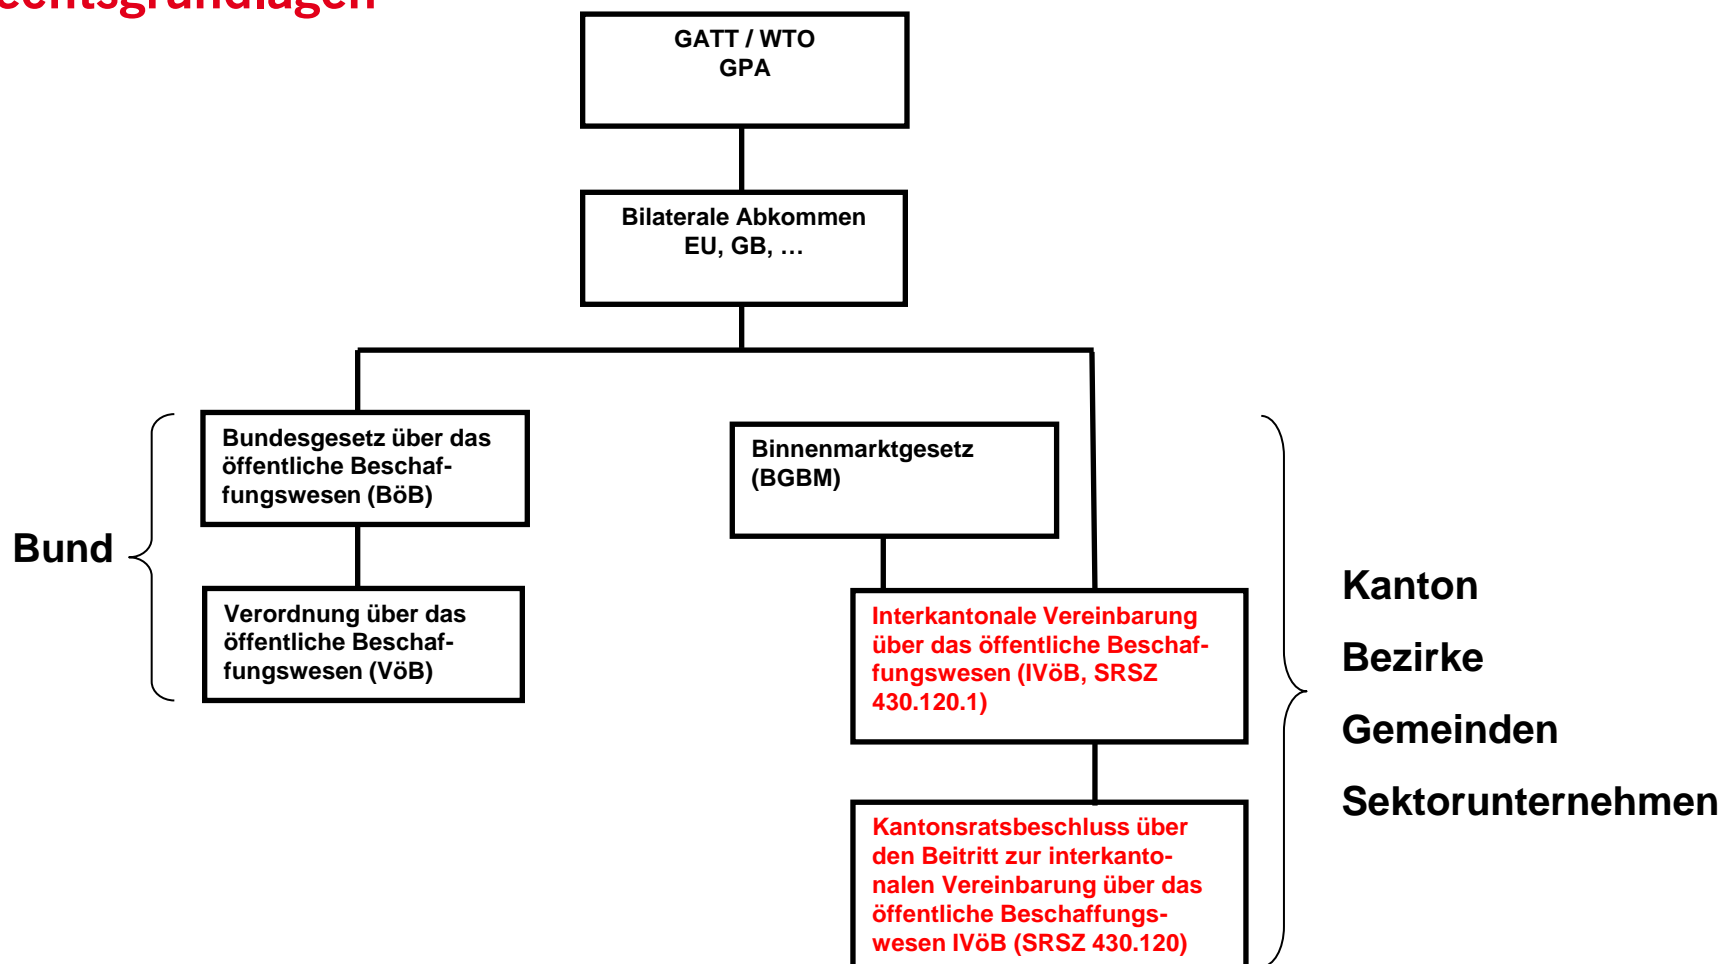 echtsgrundlagen
GATT / WTO
GPA
Bilaterale Abkommen
EU, GB, …
Bundesgesetz über das
öffentliche Beschaf-
fungswesen (BöB)
Binnenmarktgesetz
(BGBM)
Bund
Verordnung über das
öffentliche Beschaf-
fungswesen (VöB)
Interkantonale Vereinbarung
über das öffentliche Beschaf-
fungswesen (IVöB, SRSZ
430.120.1)
Kantonsratsbeschluss über
den Beitritt zur interkanto-
nalen Vereinbarung über das
öffentliche Beschaffungs-
wesen IVöB (SRSZ 430.120)
Kanton
Bezirke
Gemeinden
Sektorunternehmen